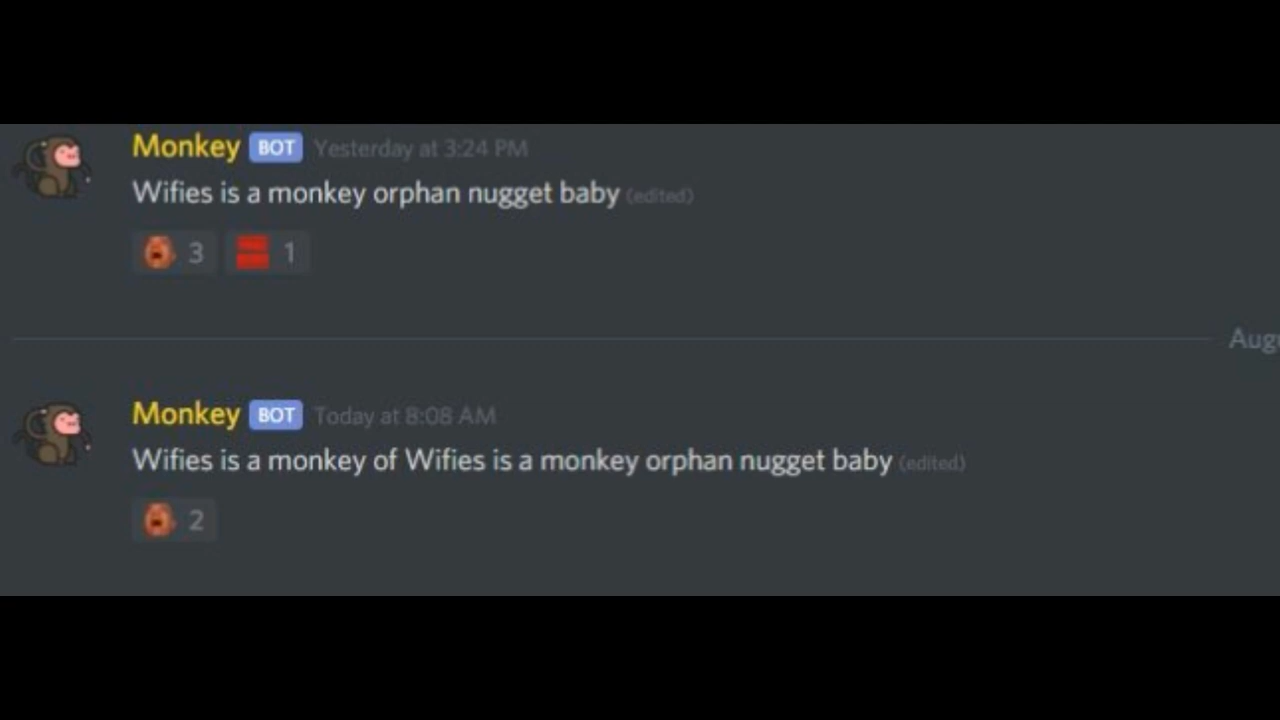 Monkey BOT Yesterday at 3:24 PM
Wifies is a monkey orphan nugget baby (edited)
3 1
Augu
Monkey BOT Today at 8:08 AM
Wifies is a monkey of Wifies is a monkey orphan nugget baby (edited)
2